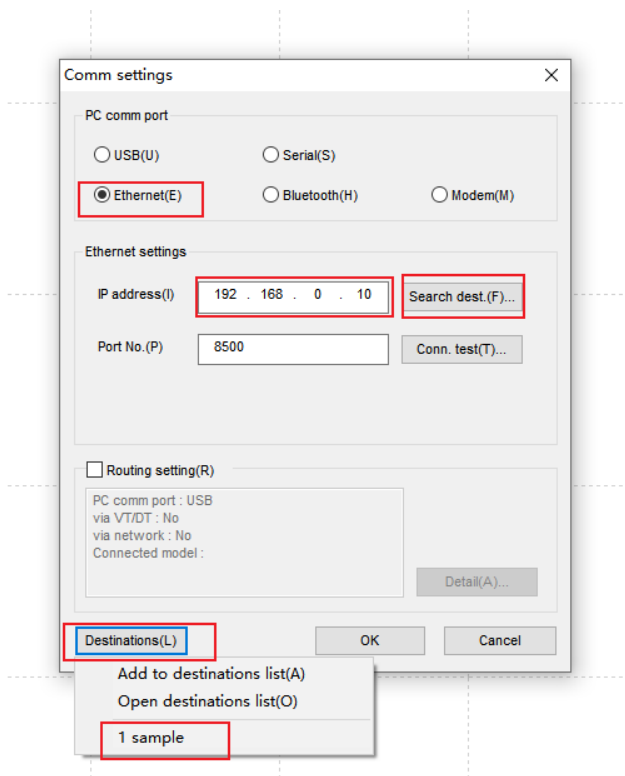 Comm settings
PC comm port
USB(U)
Serial(S)
Ethernet(E)
Bluetooth(H)
Modem(M)
Ethernet settings
IP address(I)
192 . 168 . 0 . 10
Search dest.(F)...
Port No.(P)
8500
Conn. test(T)...
Routing setting(R)
PC comm port : USB
via VT/DT : No
via network : No
Connected model :
Detail(A)...
Destinations(L)
OK
Cancel
Add to destinations list(A)
Open destinations list(O)
1 sample